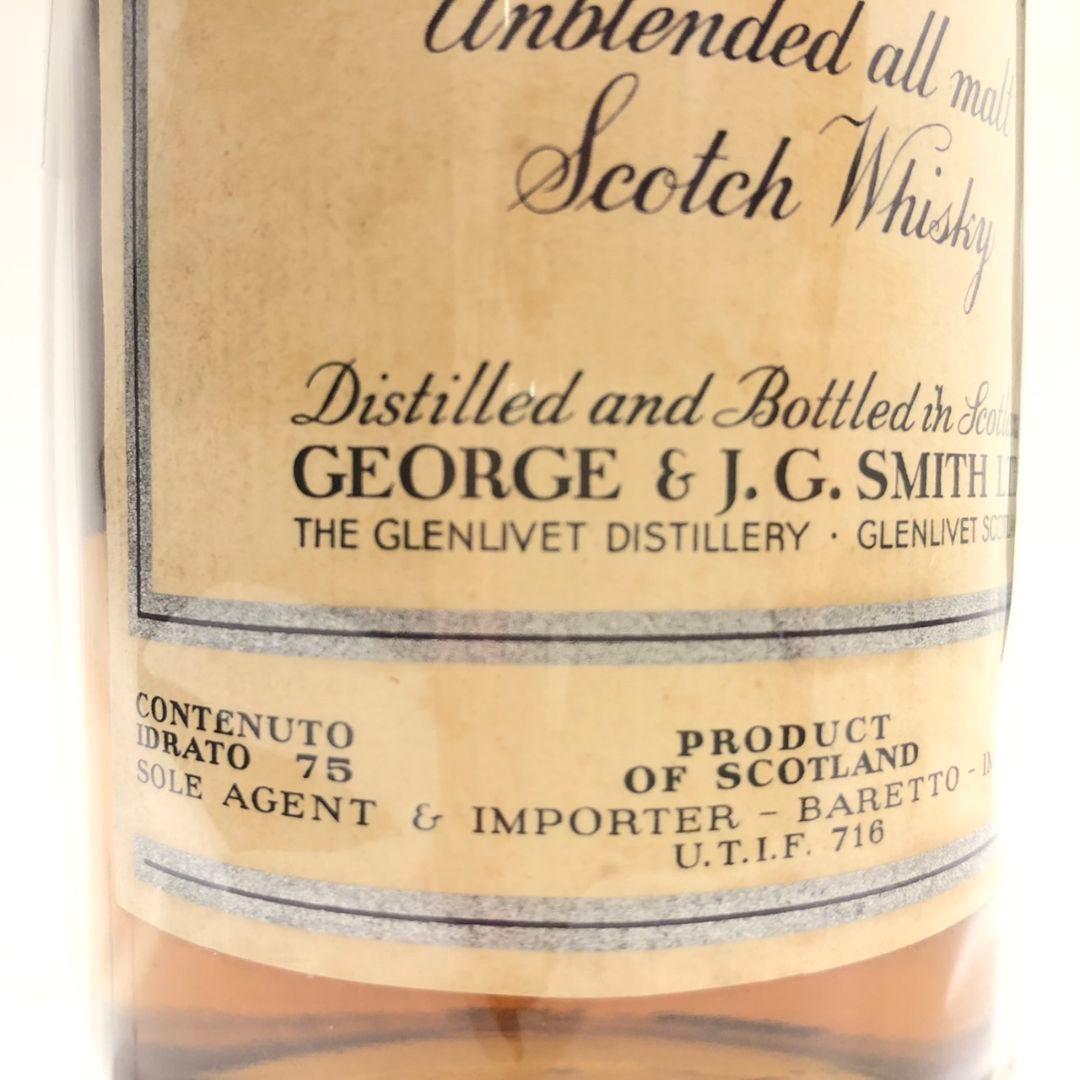 Unblended all malt
Scotch Whisky
Distilled and Bottled in
GEORGE & J. G. SMITH
THE GLENLIVET DISTILLERY · GLENLIVET
CONTENUTO
IDRATO 75
PRODUCT
OF SCOTLAND
SOLE AGENT & IMPORTER - BARETTO -
U.T.I.F. 716